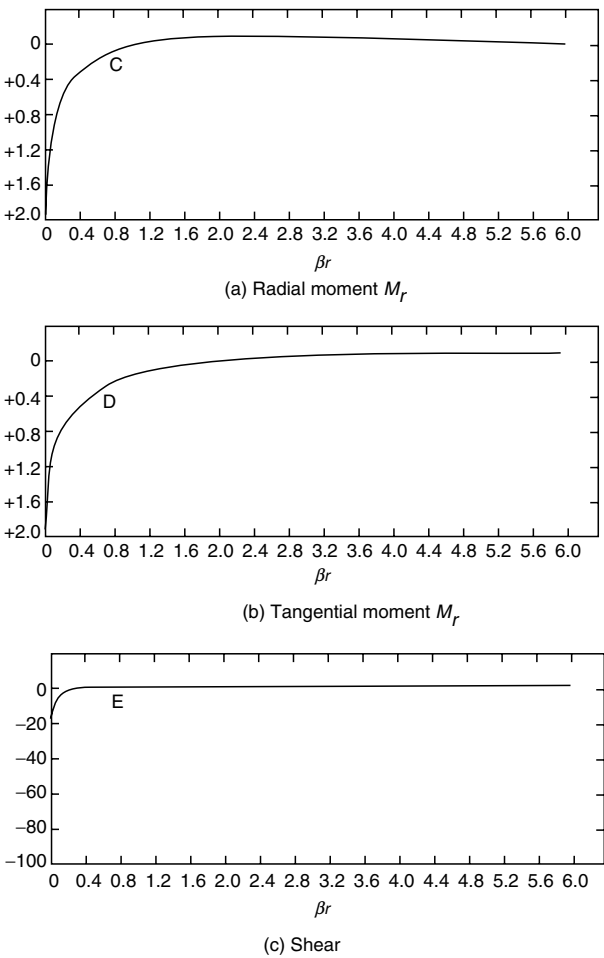 0
+0.4
+0.8
+1.2
+1.6
+2.0
C
0 0.4 0.8 1.2 1.6 2.0 2.4 2.8 3.2 3.6 4.0 4.4 4.8 5.2 5.6 6.0
βr
(a) Radial moment Mr
0
+0.4
+0.8
+1.2
+1.6
+2.0
D
0 0.4 0.8 1.2 1.6 2.0 2.4 2.8 3.2 3.6 4.0 4.4 4.8 5.2 5.6 6.0
βr
(b) Tangential moment Mr
0
−20
−40
−60
−80
−100
E
0 0.4 0.8 1.2 1.6 2.0 2.4 2.8 3.2 3.6 4.0 4.4 4.8 5.2 5.6 6.0
βr
(c) Shear